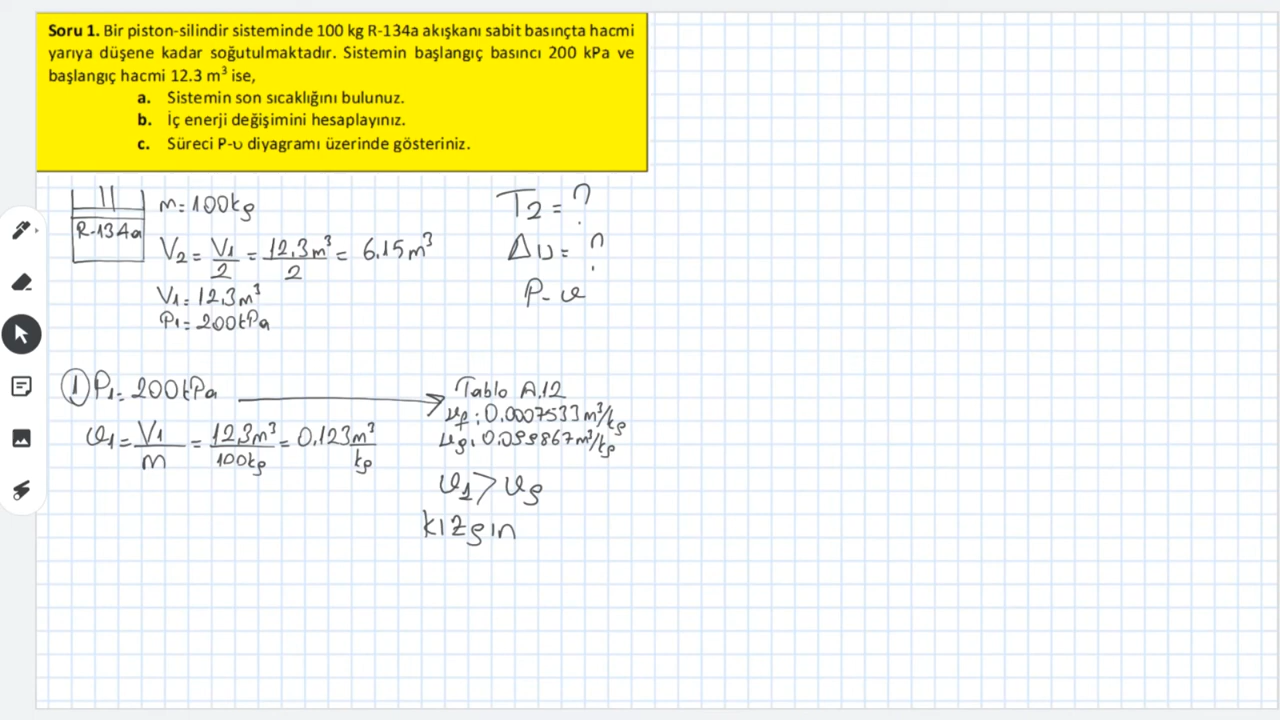 Soru 1. Bir piston-silindir sisteminde 100 kg R-134a akışkanı sabit basınçta hacmi
yarıya düşene kadar soğutulmaktadır. Sistemin başlangıç basıncı 200 kPa ve
başlangıç hacmi 12.3 m³ ise,
a. Sistemin son sıcaklığını bulunuz.
b. İç enerji değişimini hesaplayınız.
c. Süreci P-υ diyagramı üzerinde gösteriniz.
R-134a
m=100kg
V2 = V1/2 = 12,3m³/2 = 6.15m³
V1=12,3m³
P1=200kPa
T2=?
Δu=?
P-υ
① P1=200kPa
υ1=V1/m = 12,3m³/100kg = 0.123 m³/kg
Tablo A.12
υf: 0.0007533m³/kg
υg: 0.099867m³/kg
υ1 > υg
kızgın